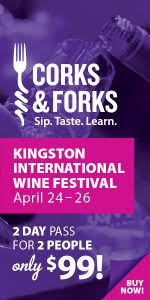 CORKS
& FORKS
Sip. Taste. Learn.
KINGSTON
INTERNATIONAL
WINE FESTIVAL
April 24–26
2 DAY PASS
FOR 2 PEOPLE
only $99!
BUY
NOW!